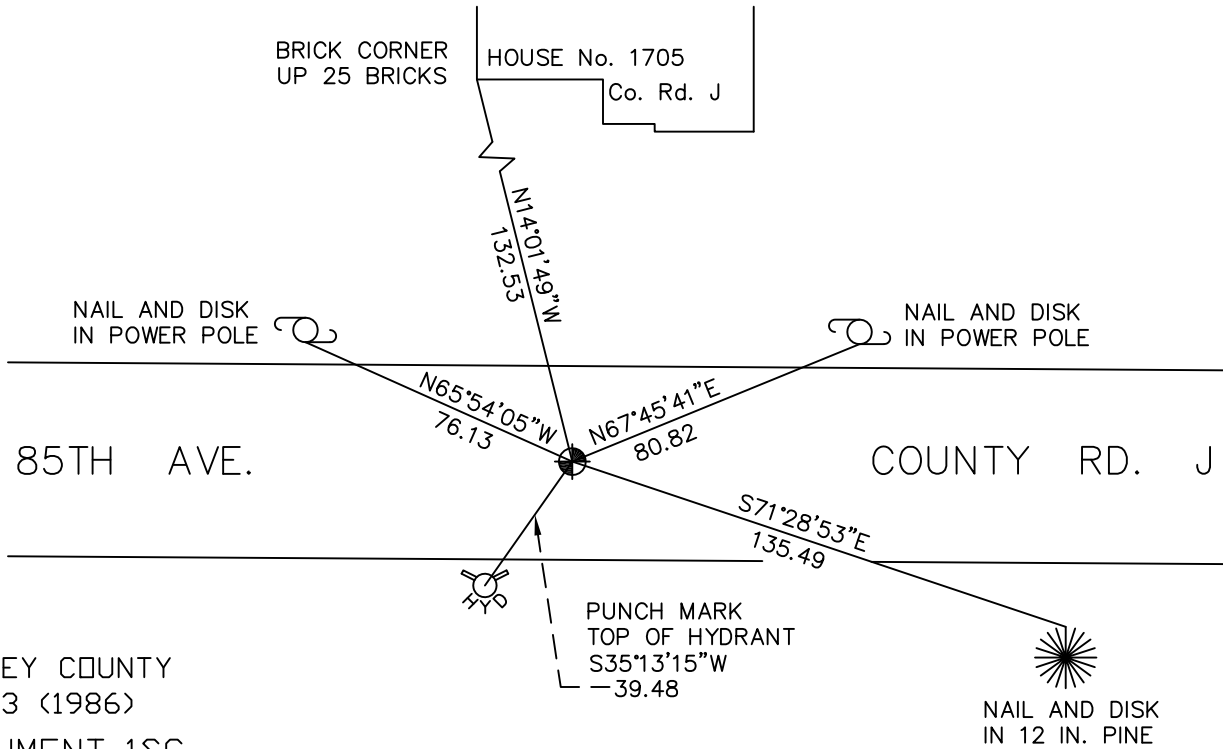 BRICK CORNER
UP 25 BRICKS
HOUSE No. 1705
Co. Rd. J
N14°01'49"W
132.53
NAIL AND DISK
IN POWER POLE
NAIL AND DISK
IN POWER POLE
N65°54'05"W
76.13
N67°45'41"E
80.82
85TH AVE.
COUNTY RD. J
S71°28'53"E
135.49
HYD
PUNCH MARK
TOP OF HYDRANT
S35°13'15"W
39.48
EY COUNTY
3 (1986)
NAIL AND DISK
IN 12 IN. PINE